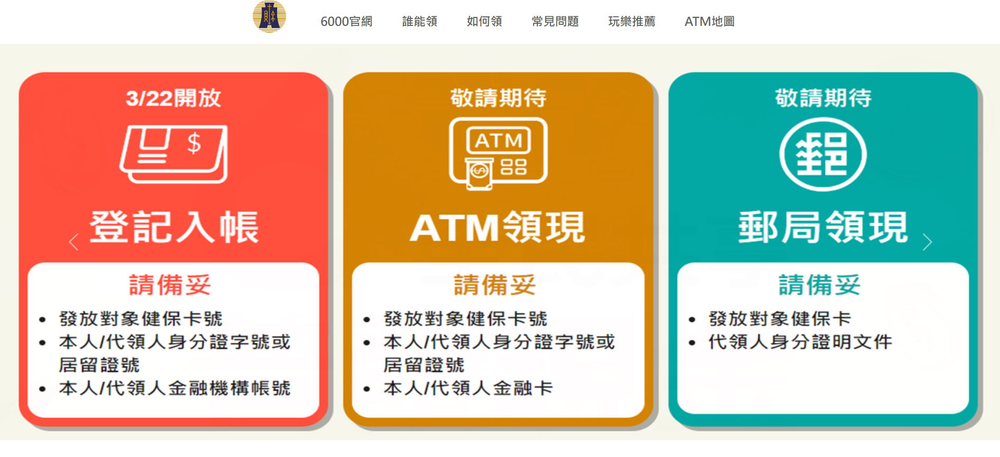 財
6000官網
誰能領
如何領
常見問題
玩樂推薦
ATM地圖
3/22開放
$
登記入帳
請備妥
• 發放對象健保卡號
• 本人/代領人身分證字號或
居留證號
• 本人/代領人金融機構帳號
敬請期待
ATM
$
ATM領現
請備妥
• 發放對象健保卡號
• 本人/代領人身分證字號或
居留證號
• 本人/代領人金融卡
敬請期待
郵
郵局領現
請備妥
• 發放對象健保卡
• 代領人身分證明文件